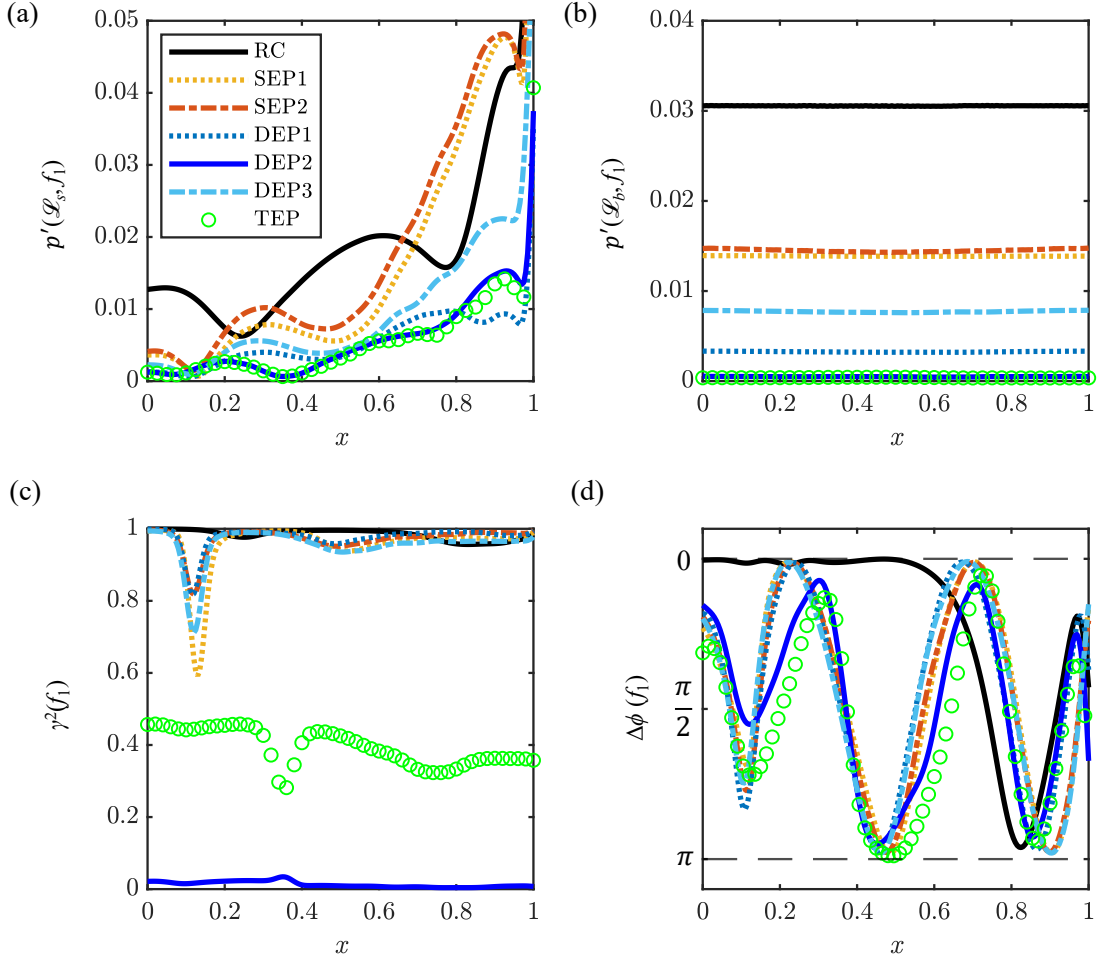 (a)
0.05
0.04
0.03
0.02
0.01
0
p′(ℒs, f1)
RC
SEP1
SEP2
DEP1
DEP2
DEP3
TEP
0 0.2 0.4 0.6 0.8 1
x
(b)
0.04
0.03
0.02
0.01
0
p′(ℒb, f1)
0 0.2 0.4 0.6 0.8 1
x
(c)
1
0.8
0.6
0.4
0.2
0
γ²(f1)
0 0.2 0.4 0.6 0.8 1
x
(d)
0
π/2
π
Δϕ (f1)
0 0.2 0.4 0.6 0.8 1
x